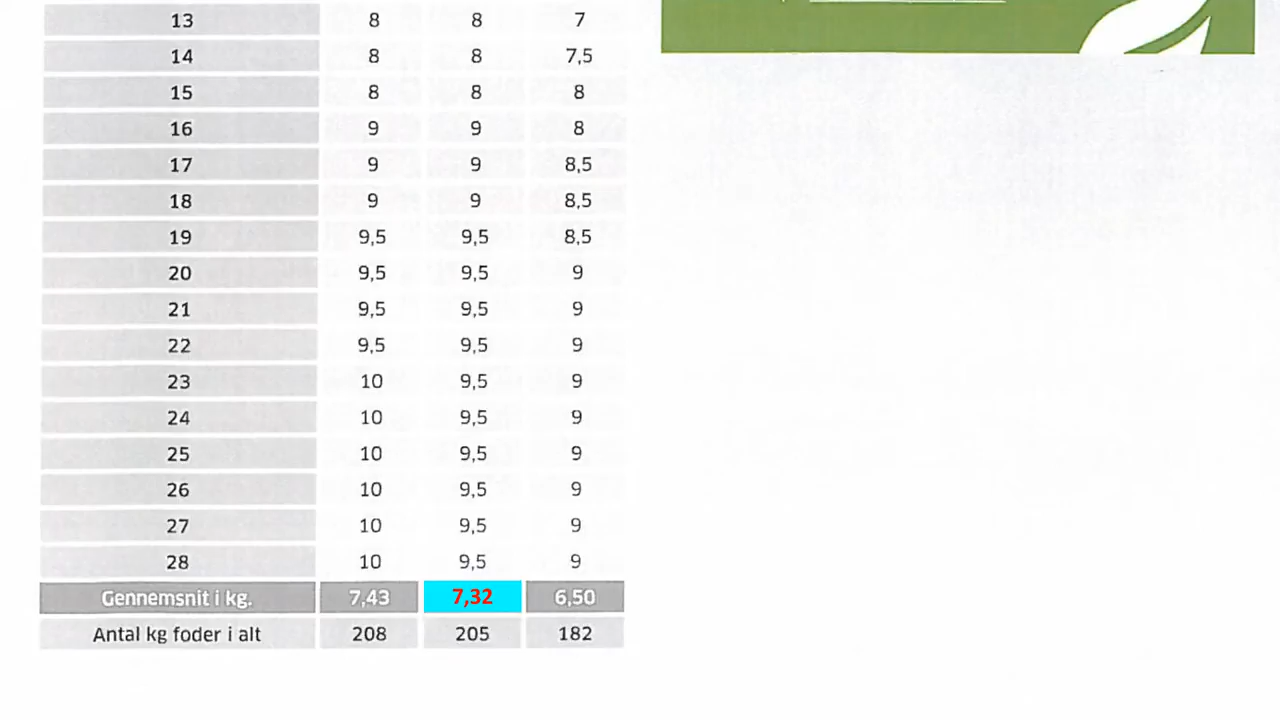 13 8 8 7
14 8 8 7,5
15 8 8 8
16 9 9 8
17 9 9 8,5
18 9 9 8,5
19 9,5 9,5 8,5
20 9,5 9,5 9
21 9,5 9,5 9
22 9,5 9,5 9
23 10 9,5 9
24 10 9,5 9
25 10 9,5 9
26 10 9,5 9
27 10 9,5 9
28 10 9,5 9
Gennemsnit i kg. 7,43 7,32 6,50
Antal kg foder i alt 208 205 182